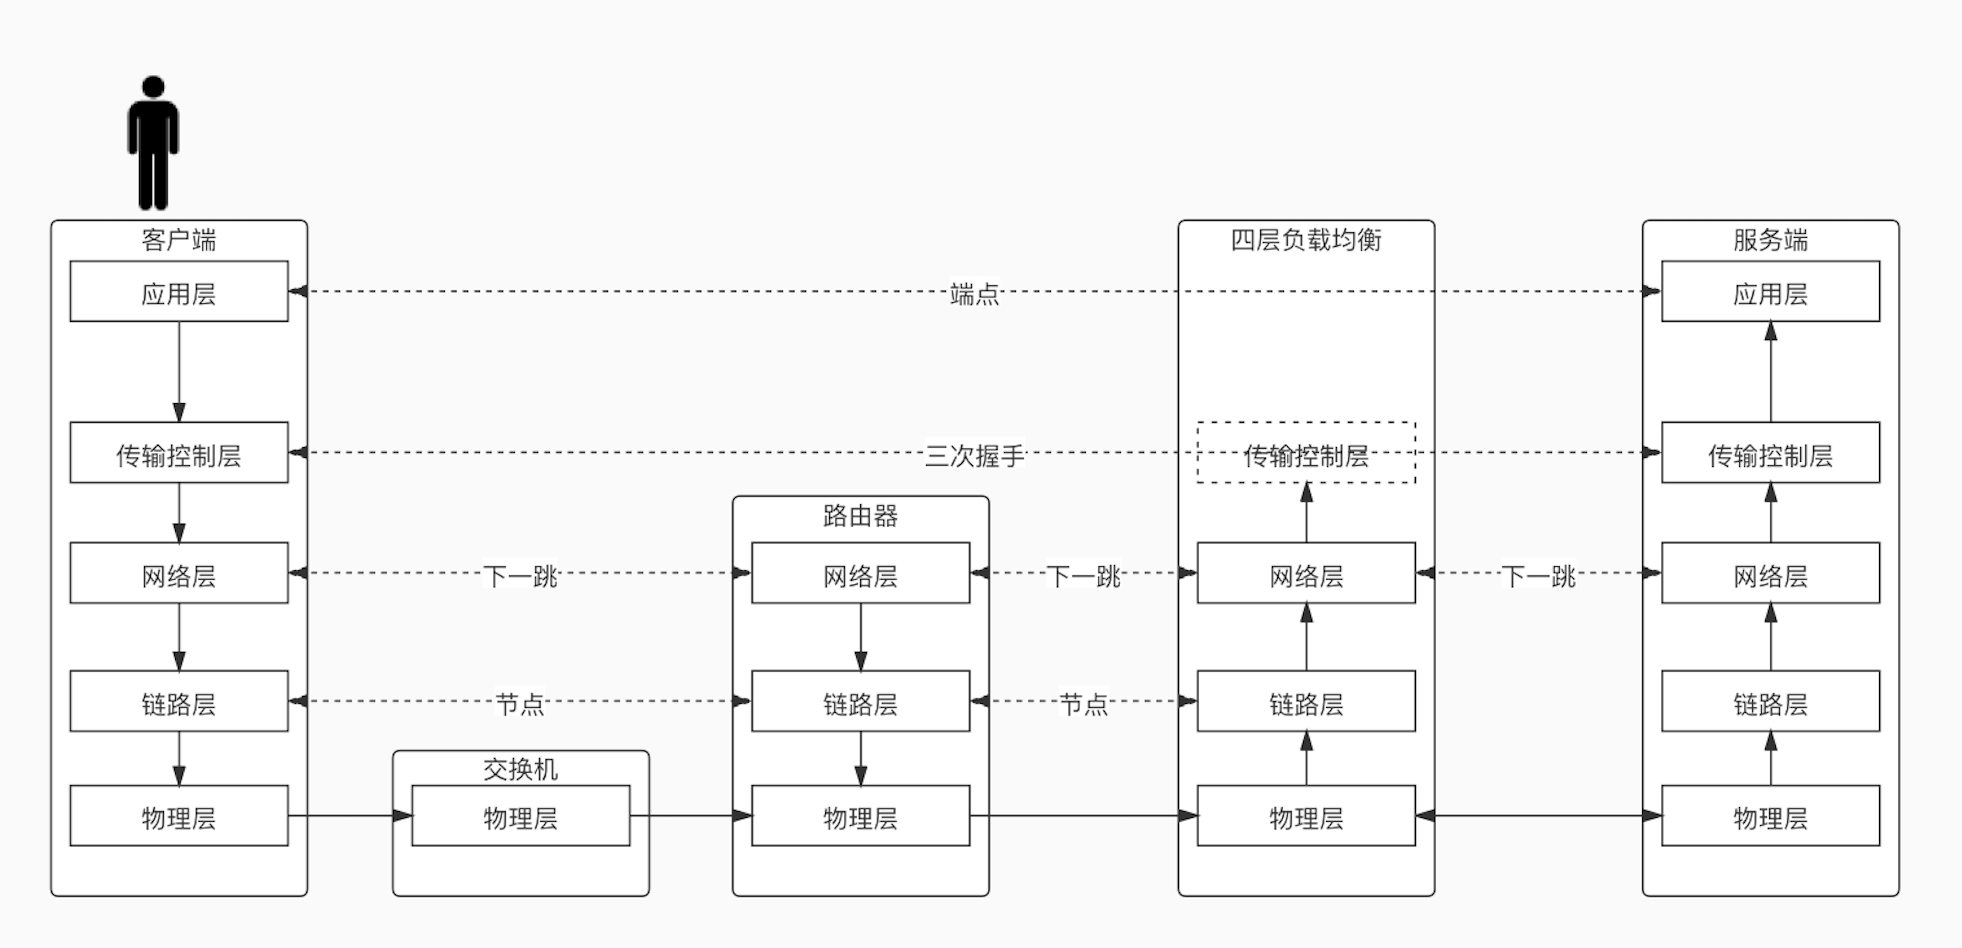 客户端
四层负载均衡
服务端
应用层
端点
应用层
传输控制层
三次握手
传输控制层
传输控制层
路由器
网络层
下一跳
网络层
下一跳
网络层
下一跳
网络层
链路层
节点
链路层
节点
链路层
链路层
交换机
物理层
物理层
物理层
物理层
物理层